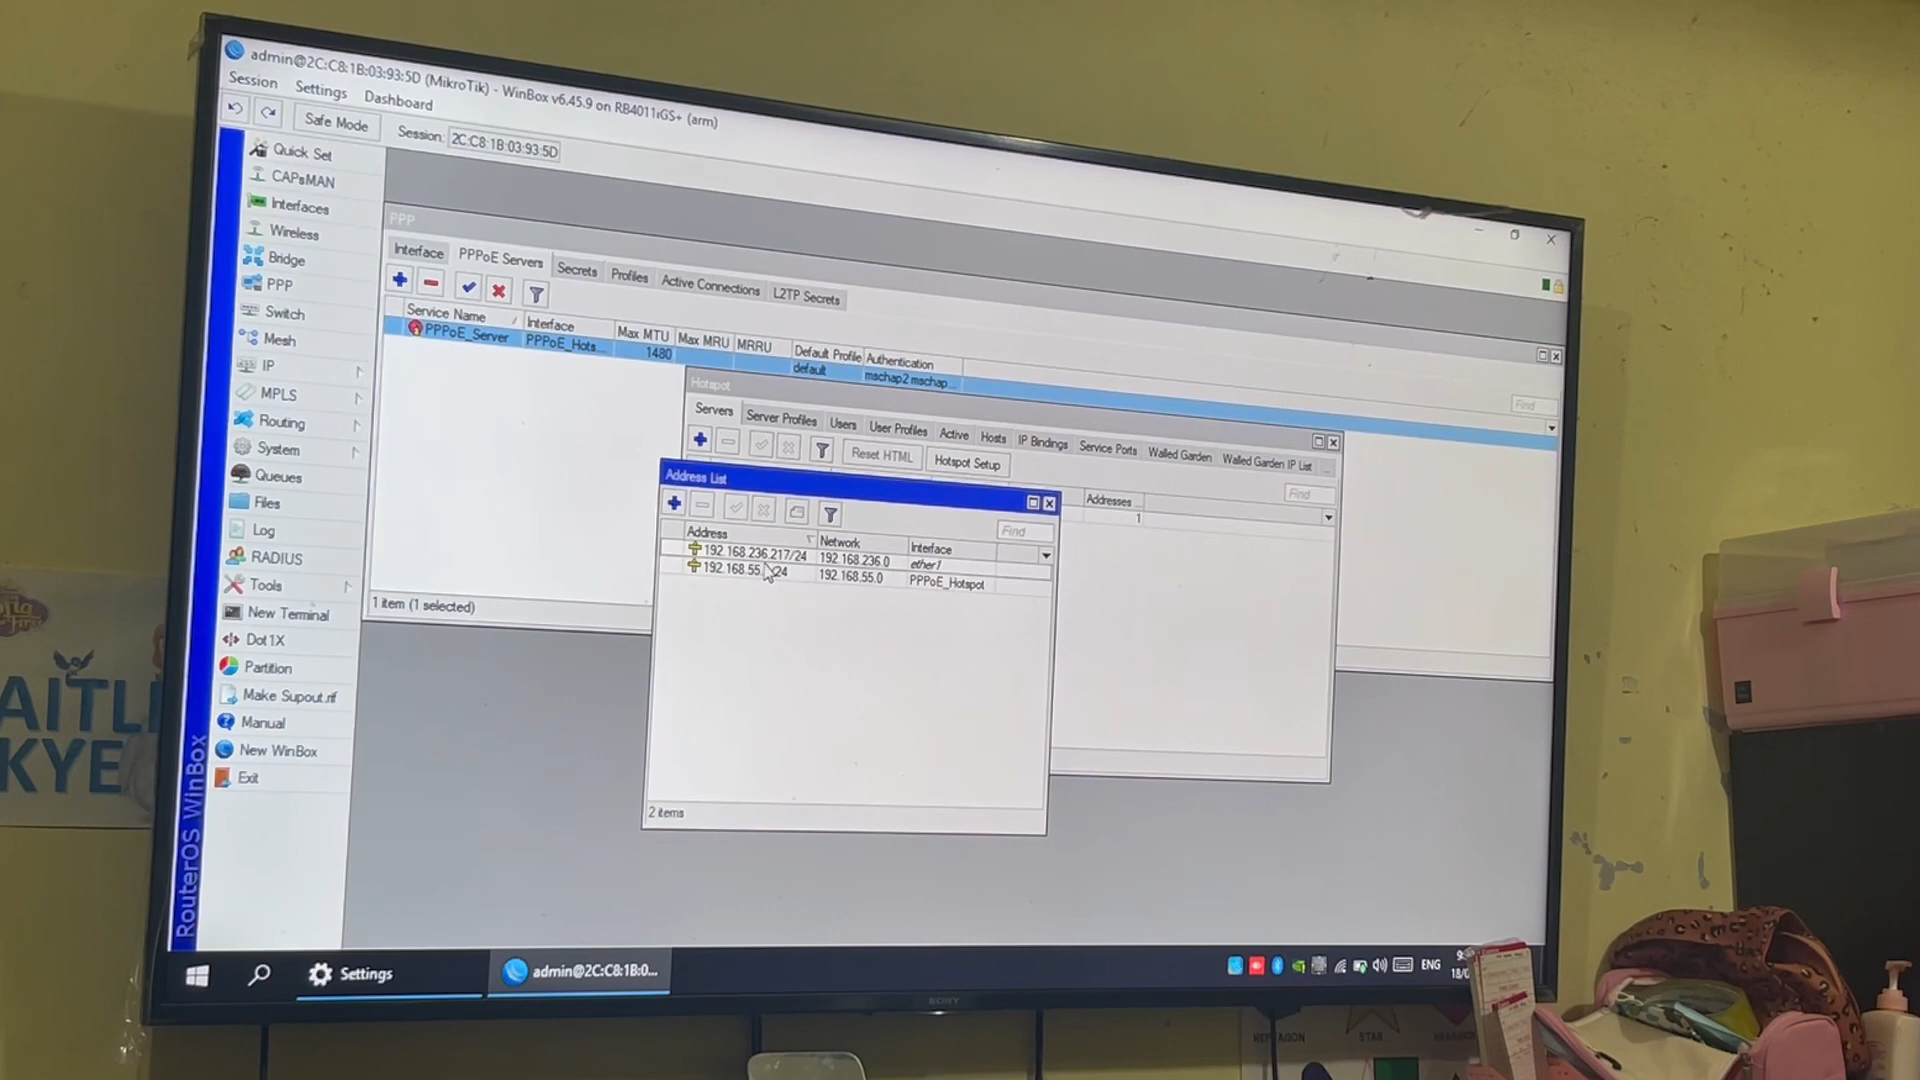 admin@2C:C8:1B:03:93:5D (MikroTik) - WinBox v6.45.9 on RB4011iGS+ (arm)
Session Settings Dashboard
Safe Mode Session: 2C:C8:1B:03:93:5D
Quick Set
CAPsMAN
Interfaces
Wireless
Bridge
PPP
Switch
Mesh
IP
MPLS
Routing
System
Queues
Files
Log
RADIUS
Tools
New Terminal
Dot1X
Partition
Make Supout.rif
Manual
New WinBox
Exit
RouterOS WinBox
PPP
Interface PPPoE Servers Secrets Profiles Active Connections L2TP Secrets
Find
Service Name Interface Max MTU Max MRU MRRU Default Profile Authentication
PPPoE_Server PPPoE_Hots... 1480 default mschap2 mschap...
1 item (1 selected)
Hotspot
Servers Server Profiles Users User Profiles Active Hosts IP Bindings Service Ports Walled Garden Walled Garden IP List ...
Reset HTML Hotspot Setup Find
Addresses
1
Address List
Find
Address Network Interface
192.168.236.217/24 192.168.236.0 ether1
192.168.55. 24 192.168.55.0 PPPoE_Hotspot
2 items
Settings
admin@2C:C8:1B:0...
ENG
SONY
AITL
KYE
STAR